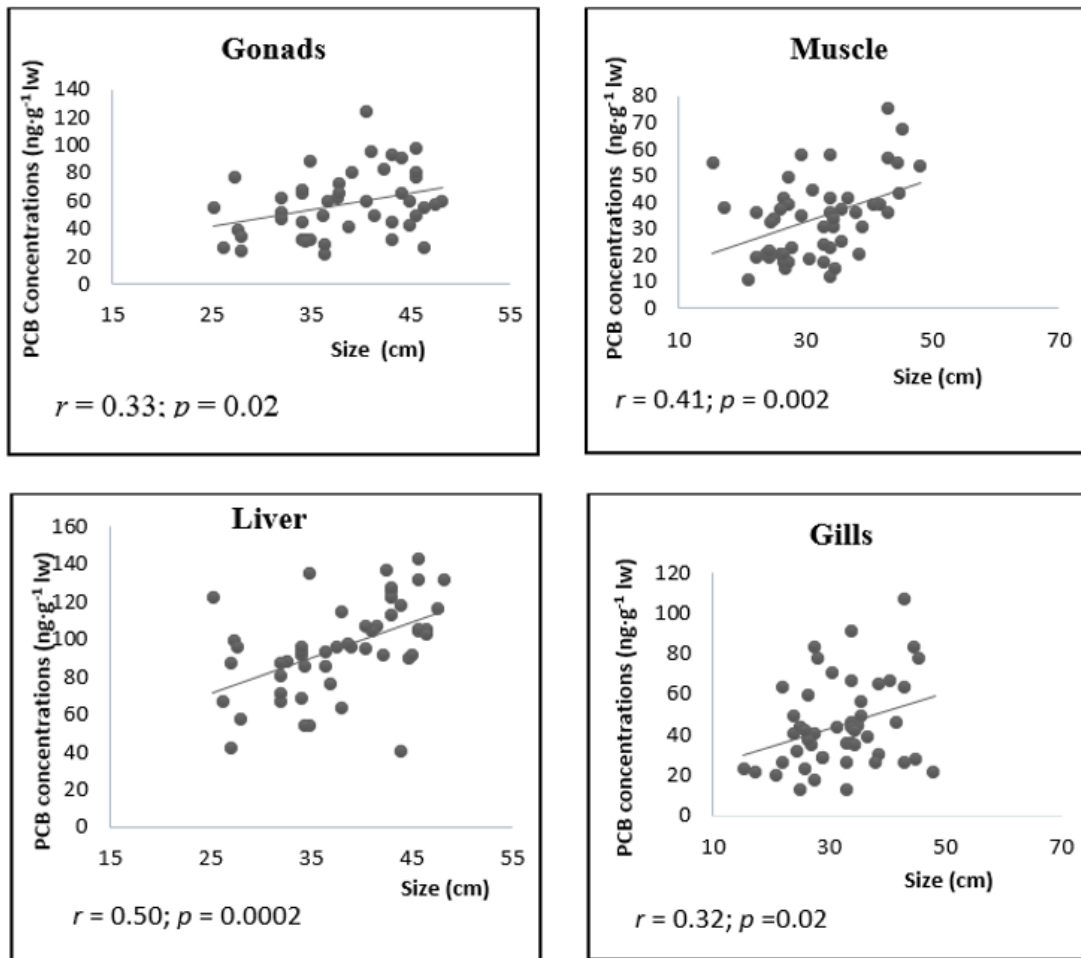 Gonads
PCB Concentrations (ng·g⁻¹ lw)
140
120
100
80
60
40
20
0
15 25 35 45 55
Size (cm)
r = 0.33; p = 0.02
Muscle
PCB concentrations (ng·g⁻¹ lw)
80
70
60
50
40
30
20
10
0
10 30 50 70
Size (cm)
r = 0.41; p = 0.002
Liver
PCB concentrations (ng·g⁻¹ lw)
160
140
120
100
80
60
40
20
0
15 25 35 45 55
Size (cm)
r = 0.50; p = 0.0002
Gills
PCB concentrations (ng·g⁻¹ lw)
120
100
80
60
40
20
0
10 30 50 70
Size (cm)
r = 0.32; p =0.02